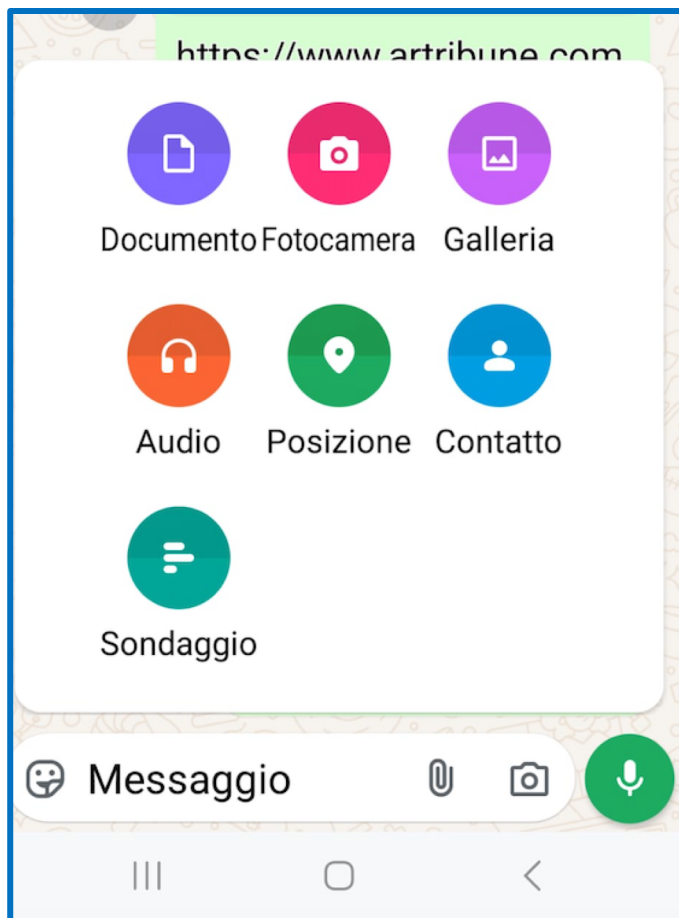 https://www.artribune.com
Documento Fotocamera Galleria
Audio Posizione Contatto
Sondaggio
Messaggio